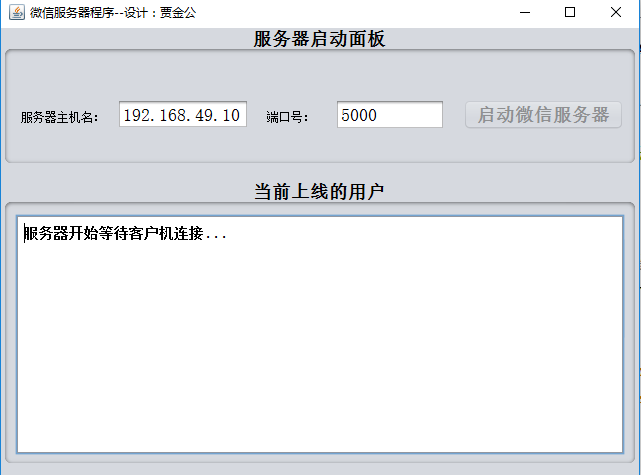 微信服务器程序--设计：贾金公
服务器启动面板
服务器主机名： 192.168.49.10 端口号： 5000 启动微信服务器
当前上线的用户
服务器开始等待客户机连接...